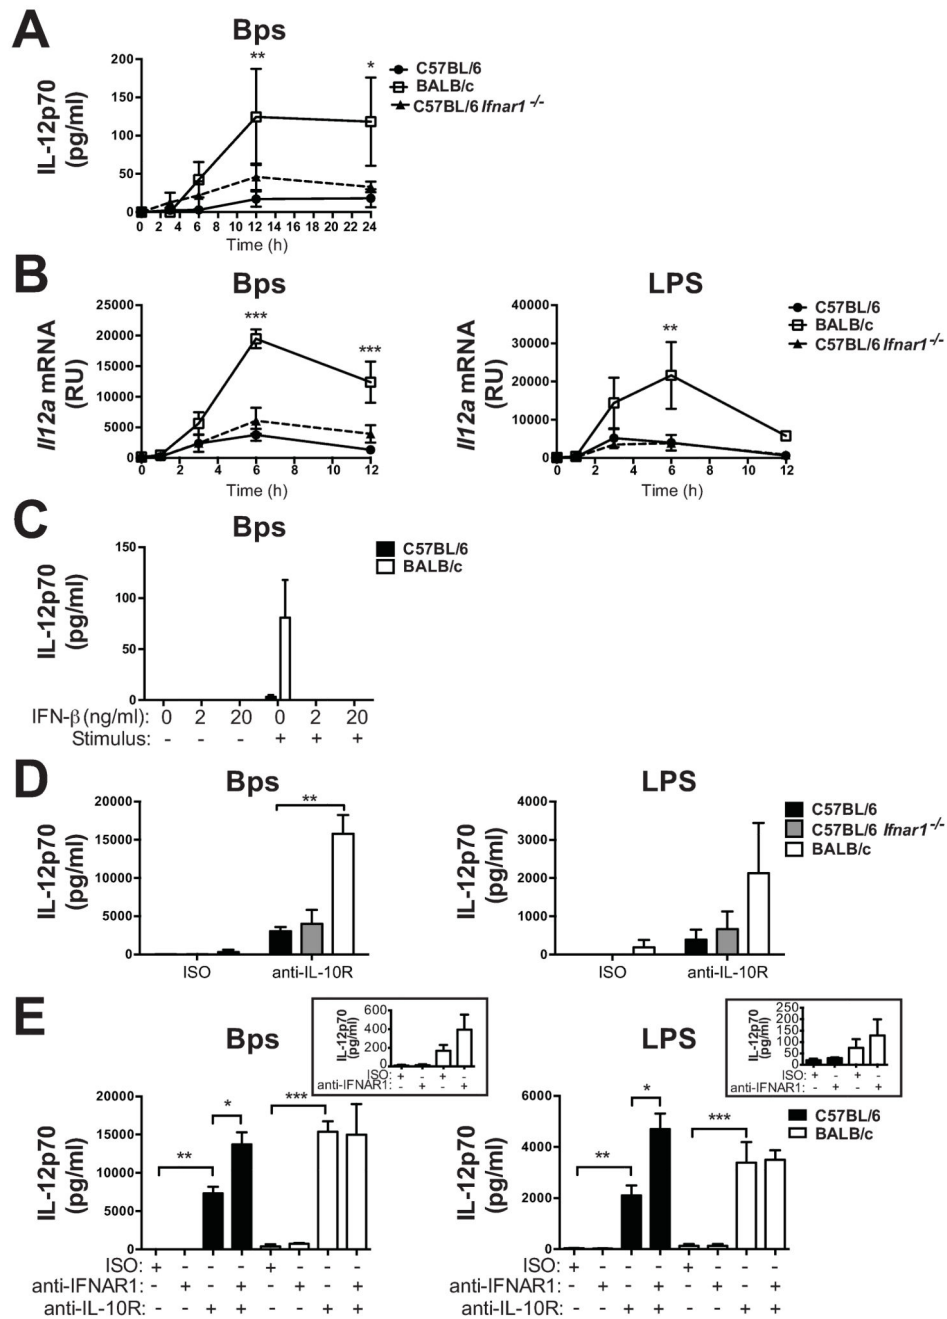 A
Bps
IL-12p70
(pg/ml)
200
150
100
50
0
** *
0 2 4 6 8 10 12 14 16 18 20 22 24
Time (h)
C57BL/6
BALB/c
C57BL/6 Ifnar1 -/-
B
Bps
Il12a mRNA
(RU)
25000
20000
15000
10000
5000
0
*** ***
0 2 4 6 8 10 12
Time (h)
LPS
Il12a mRNA
(RU)
40000
30000
20000
10000
0
**
0 2 4 6 8 10 12
Time (h)
C57BL/6
BALB/c
C57BL/6 Ifnar1 -/-
C
Bps
IL-12p70
(pg/ml)
150
100
50
0
C57BL/6
BALB/c
IFN-β (ng/ml): 0 2 20 0 2 20
Stimulus: - - - + + +
D
Bps
IL-12p70
(pg/ml)
20000
15000
10000
5000
0
**
ISO anti-IL-10R
LPS
IL-12p70
(pg/ml)
4000
3000
2000
1000
0
ISO anti-IL-10R
C57BL/6
C57BL/6 Ifnar1 -/-
BALB/c
E
Bps
IL-12p70
(pg/ml)
600
400
200
0
ISO: + - + -
anti-IFNAR1: - + - +
IL-12p70
(pg/ml)
20000
15000
10000
5000
0
** * ***
ISO: + - - - + - - -
anti-IFNAR1: - + - + - + - +
anti-IL-10R: - - + + - - + +
LPS
IL-12p70
(pg/ml)
250
200
150
100
50
0
ISO: + - + -
anti-IFNAR1: - + - +
IL-12p70
(pg/ml)
6000
4000
2000
0
** * ***
C57BL/6
BALB/c
ISO: + - - - + - - -
anti-IFNAR1: - + - + - + - +
anti-IL-10R: - - + + - - + +